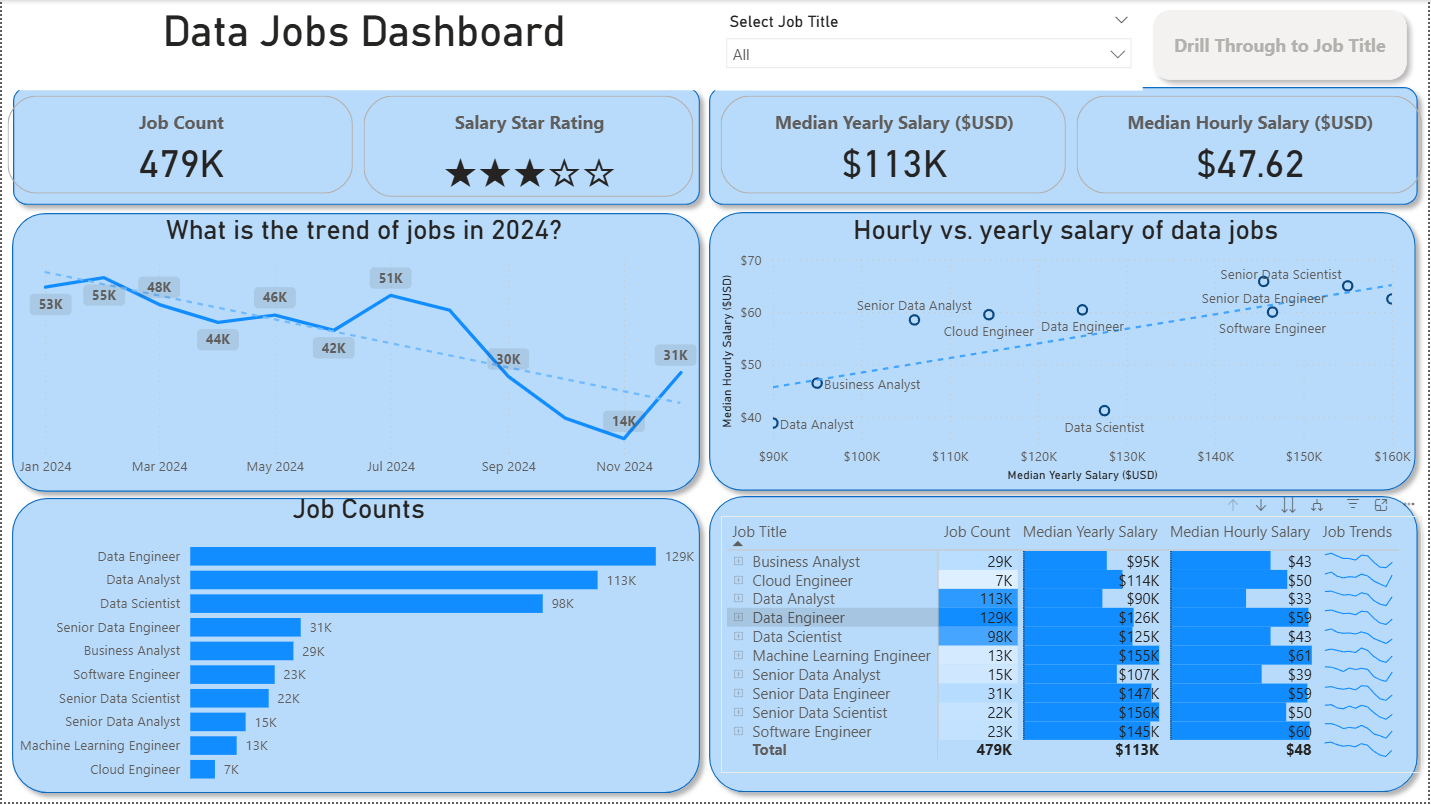 Data Jobs Dashboard
Select Job Title
All
Drill Through to Job Title
Job Count
479K
Salary Star Rating
★★★☆☆
Median Yearly Salary ($USD)
$113K
Median Hourly Salary ($USD)
$47.62
What is the trend of jobs in 2024?
53K
55K
48K
44K
46K
42K
51K
30K
14K
31K
Jan 2024
Mar 2024
May 2024
Jul 2024
Sep 2024
Nov 2024
Hourly vs. yearly salary of data jobs
Median Hourly Salary ($USD)
$70
$60
$50
$40
Senior Data Scientist
Senior Data Engineer
Senior Data Analyst
Cloud Engineer
Data Engineer
Software Engineer
Business Analyst
Data Analyst
Data Scientist
$90K
$100K
$110K
$120K
$130K
$140K
$150K
$160K
Median Yearly Salary ($USD)
Job Counts
Data Engineer 129K
Data Analyst 113K
Data Scientist 98K
Senior Data Engineer 31K
Business Analyst 29K
Software Engineer 23K
Senior Data Scientist 22K
Senior Data Analyst 15K
Machine Learning Engineer 13K
Cloud Engineer 7K
Job Title Job Count Median Yearly Salary Median Hourly Salary Job Trends
Business Analyst 29K $95K $43
Cloud Engineer 7K $114K $50
Data Analyst 113K $90K $33
Data Engineer 129K $126K $59
Data Scientist 98K $125K $43
Machine Learning Engineer 13K $155K $61
Senior Data Analyst 15K $107K $39
Senior Data Engineer 31K $147K $59
Senior Data Scientist 22K $156K $50
Software Engineer 23K $145K $60
Total 479K $113K $48